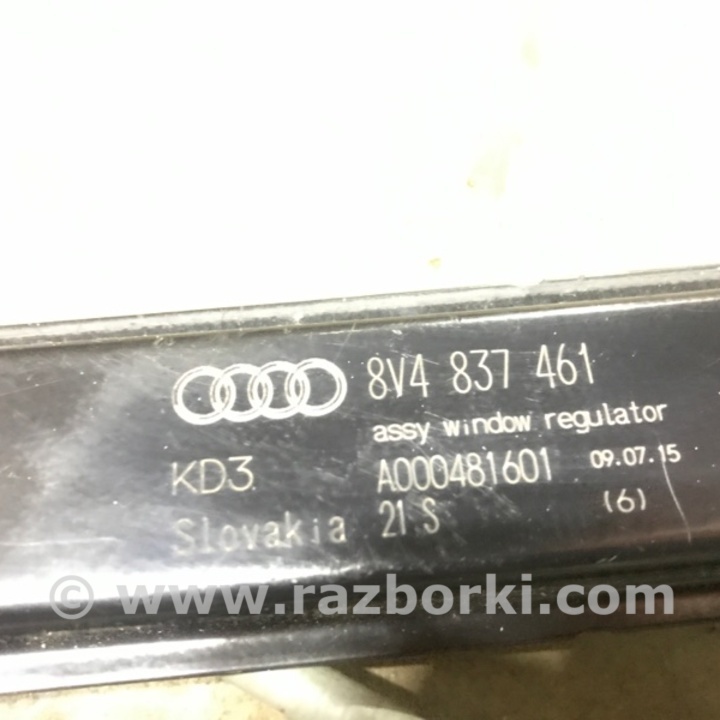 8V4 837 461
assy window regulator
KD3 A000481601 09.07.15
Slovakia 21 S (6)
© www.razborki.com